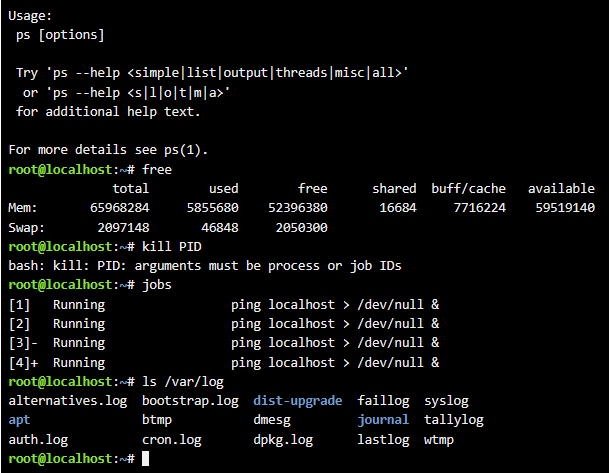 Usage:
 ps [options]

 Try 'ps --help <simple|list|output|threads|misc|all>'
  or 'ps --help <s|l|o|t|m|a>'
 for additional help text.

For more details see ps(1).
root@localhost:~# free
              total        used        free      shared  buff/cache   available
Mem:       65968284     5855680    52396380       16684     7716224    59519140
Swap:       2097148       46848     2050300
root@localhost:~# kill PID
bash: kill: PID: arguments must be process or job IDs
root@localhost:~# jobs
[1]   Running                 ping localhost > /dev/null &
[2]   Running                 ping localhost > /dev/null &
[3]-  Running                 ping localhost > /dev/null &
[4]+  Running                 ping localhost > /dev/null &
root@localhost:~# ls /var/log
alternatives.log  bootstrap.log  dist-upgrade  faillog  syslog
apt               btmp           dmesg         journal  tallylog
auth.log          cron.log       dpkg.log      lastlog  wtmp
root@localhost:~#